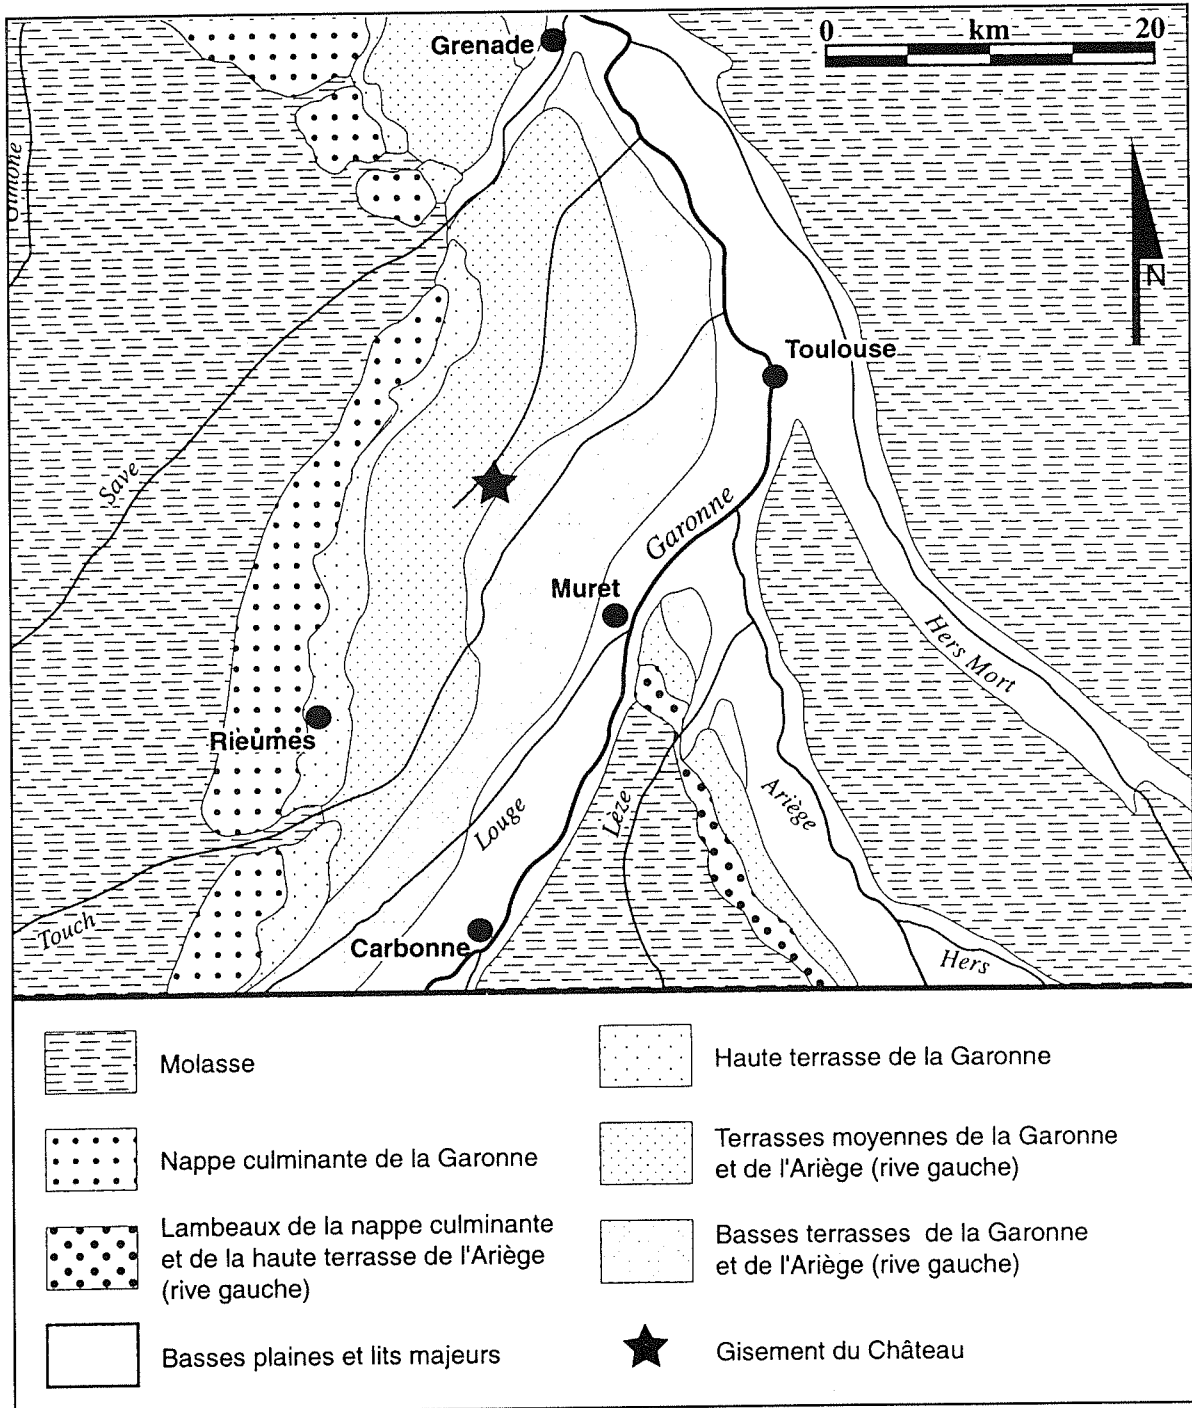 Grenade
0 km 20
Gimone
N
Toulouse
Save
Garonne
Muret
Hers Mort
Rieumes
Ariège
Louge
Lèze
Touch
Carbonne
Hers
Molasse
Nappe culminante de la Garonne
Lambeaux de la nappe culminante
et de la haute terrasse de l'Ariège
(rive gauche)
Basses plaines et lits majeurs
Haute terrasse de la Garonne
Terrasses moyennes de la Garonne
et de l'Ariège (rive gauche)
Basses terrasses de la Garonne
et de l'Ariège (rive gauche)
Gisement du Château